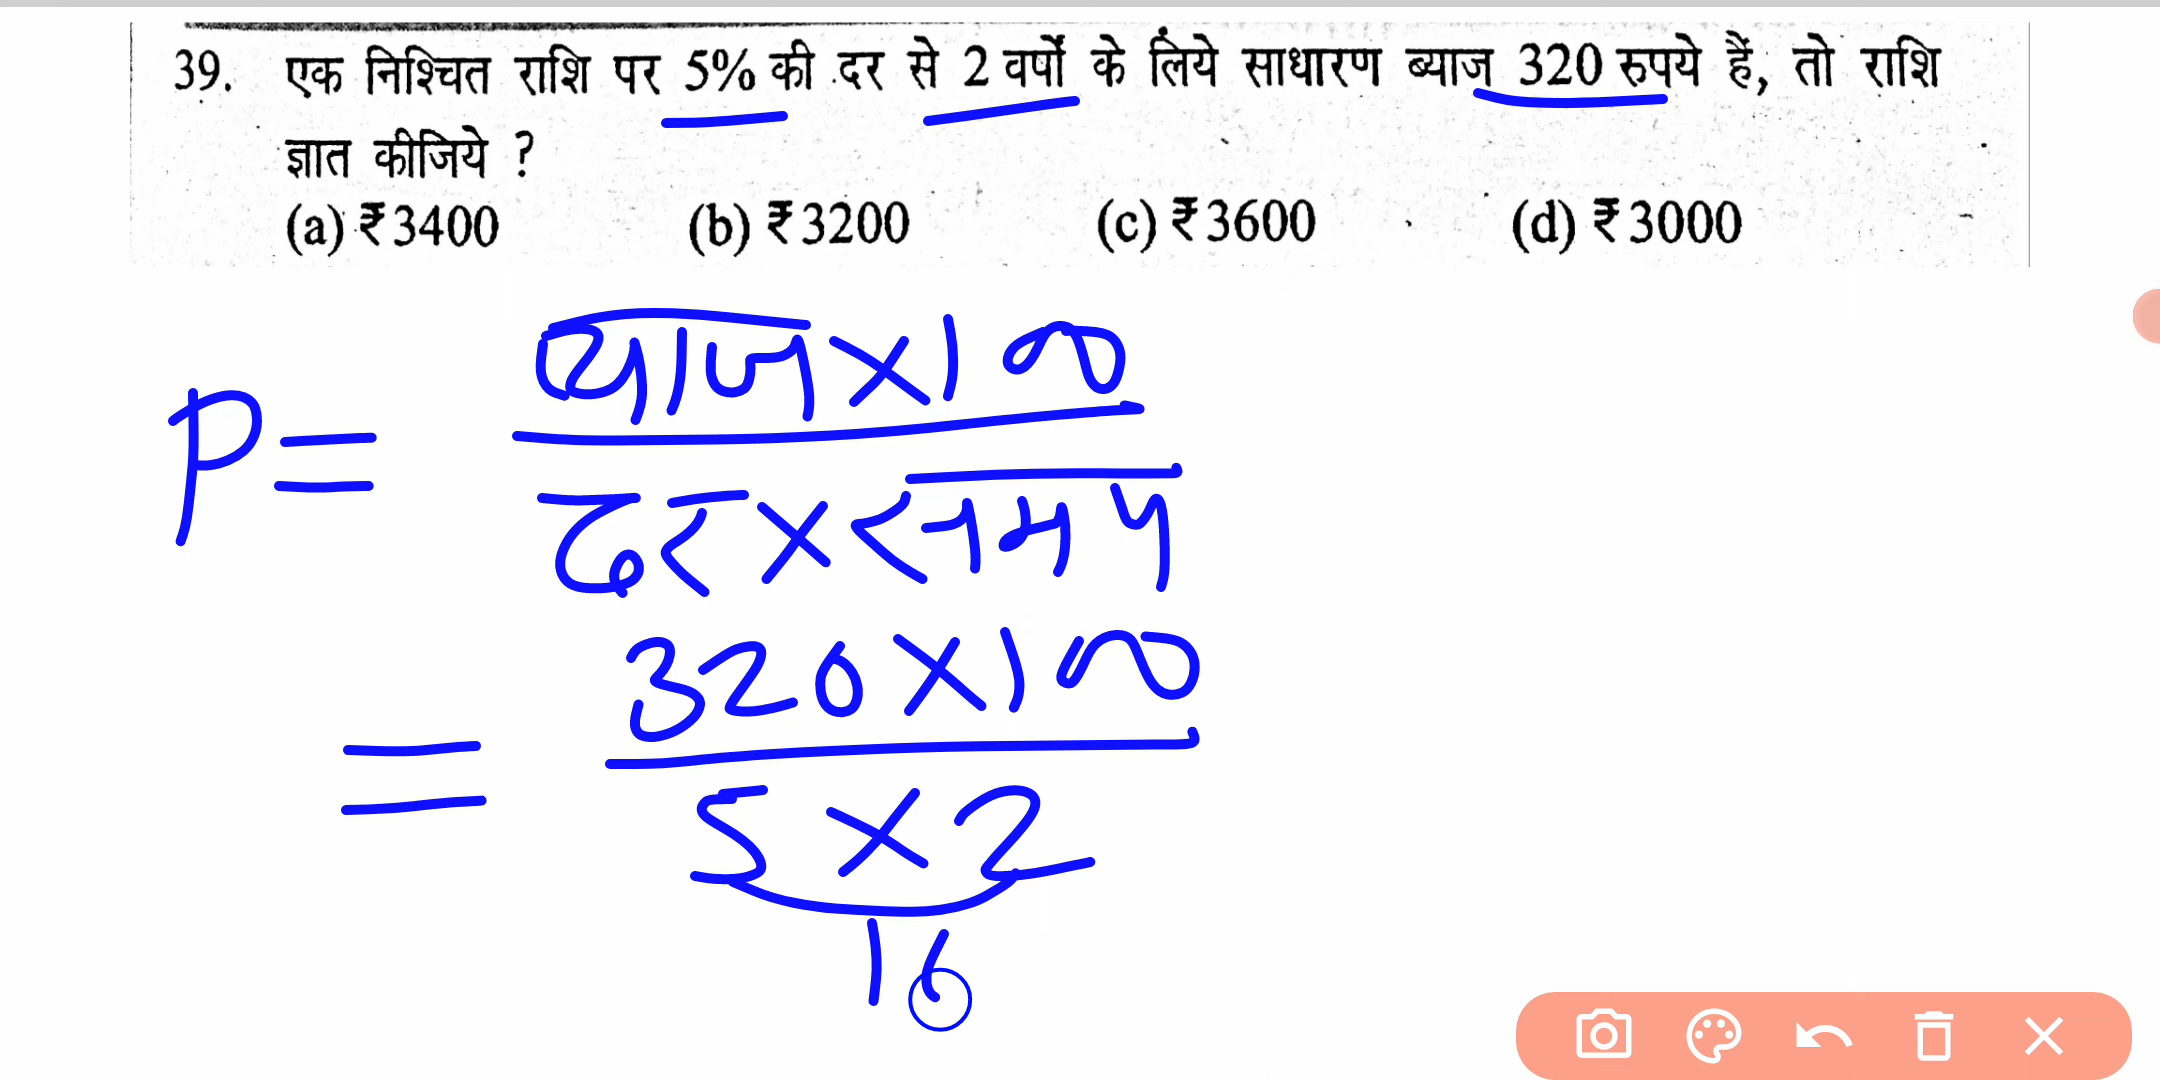 39. एक निश्चित राशि पर 5% की दर से 2 वर्षों के लिये साधारण ब्याज 320 रुपये हैं, तो राशि
ज्ञात कीजिये ?
(a) ₹3400 (b) ₹3200 (c) ₹3600 (d) ₹3000
P = ब्याज × 100
दर × समय
= 320 × 100
5 × 2
10